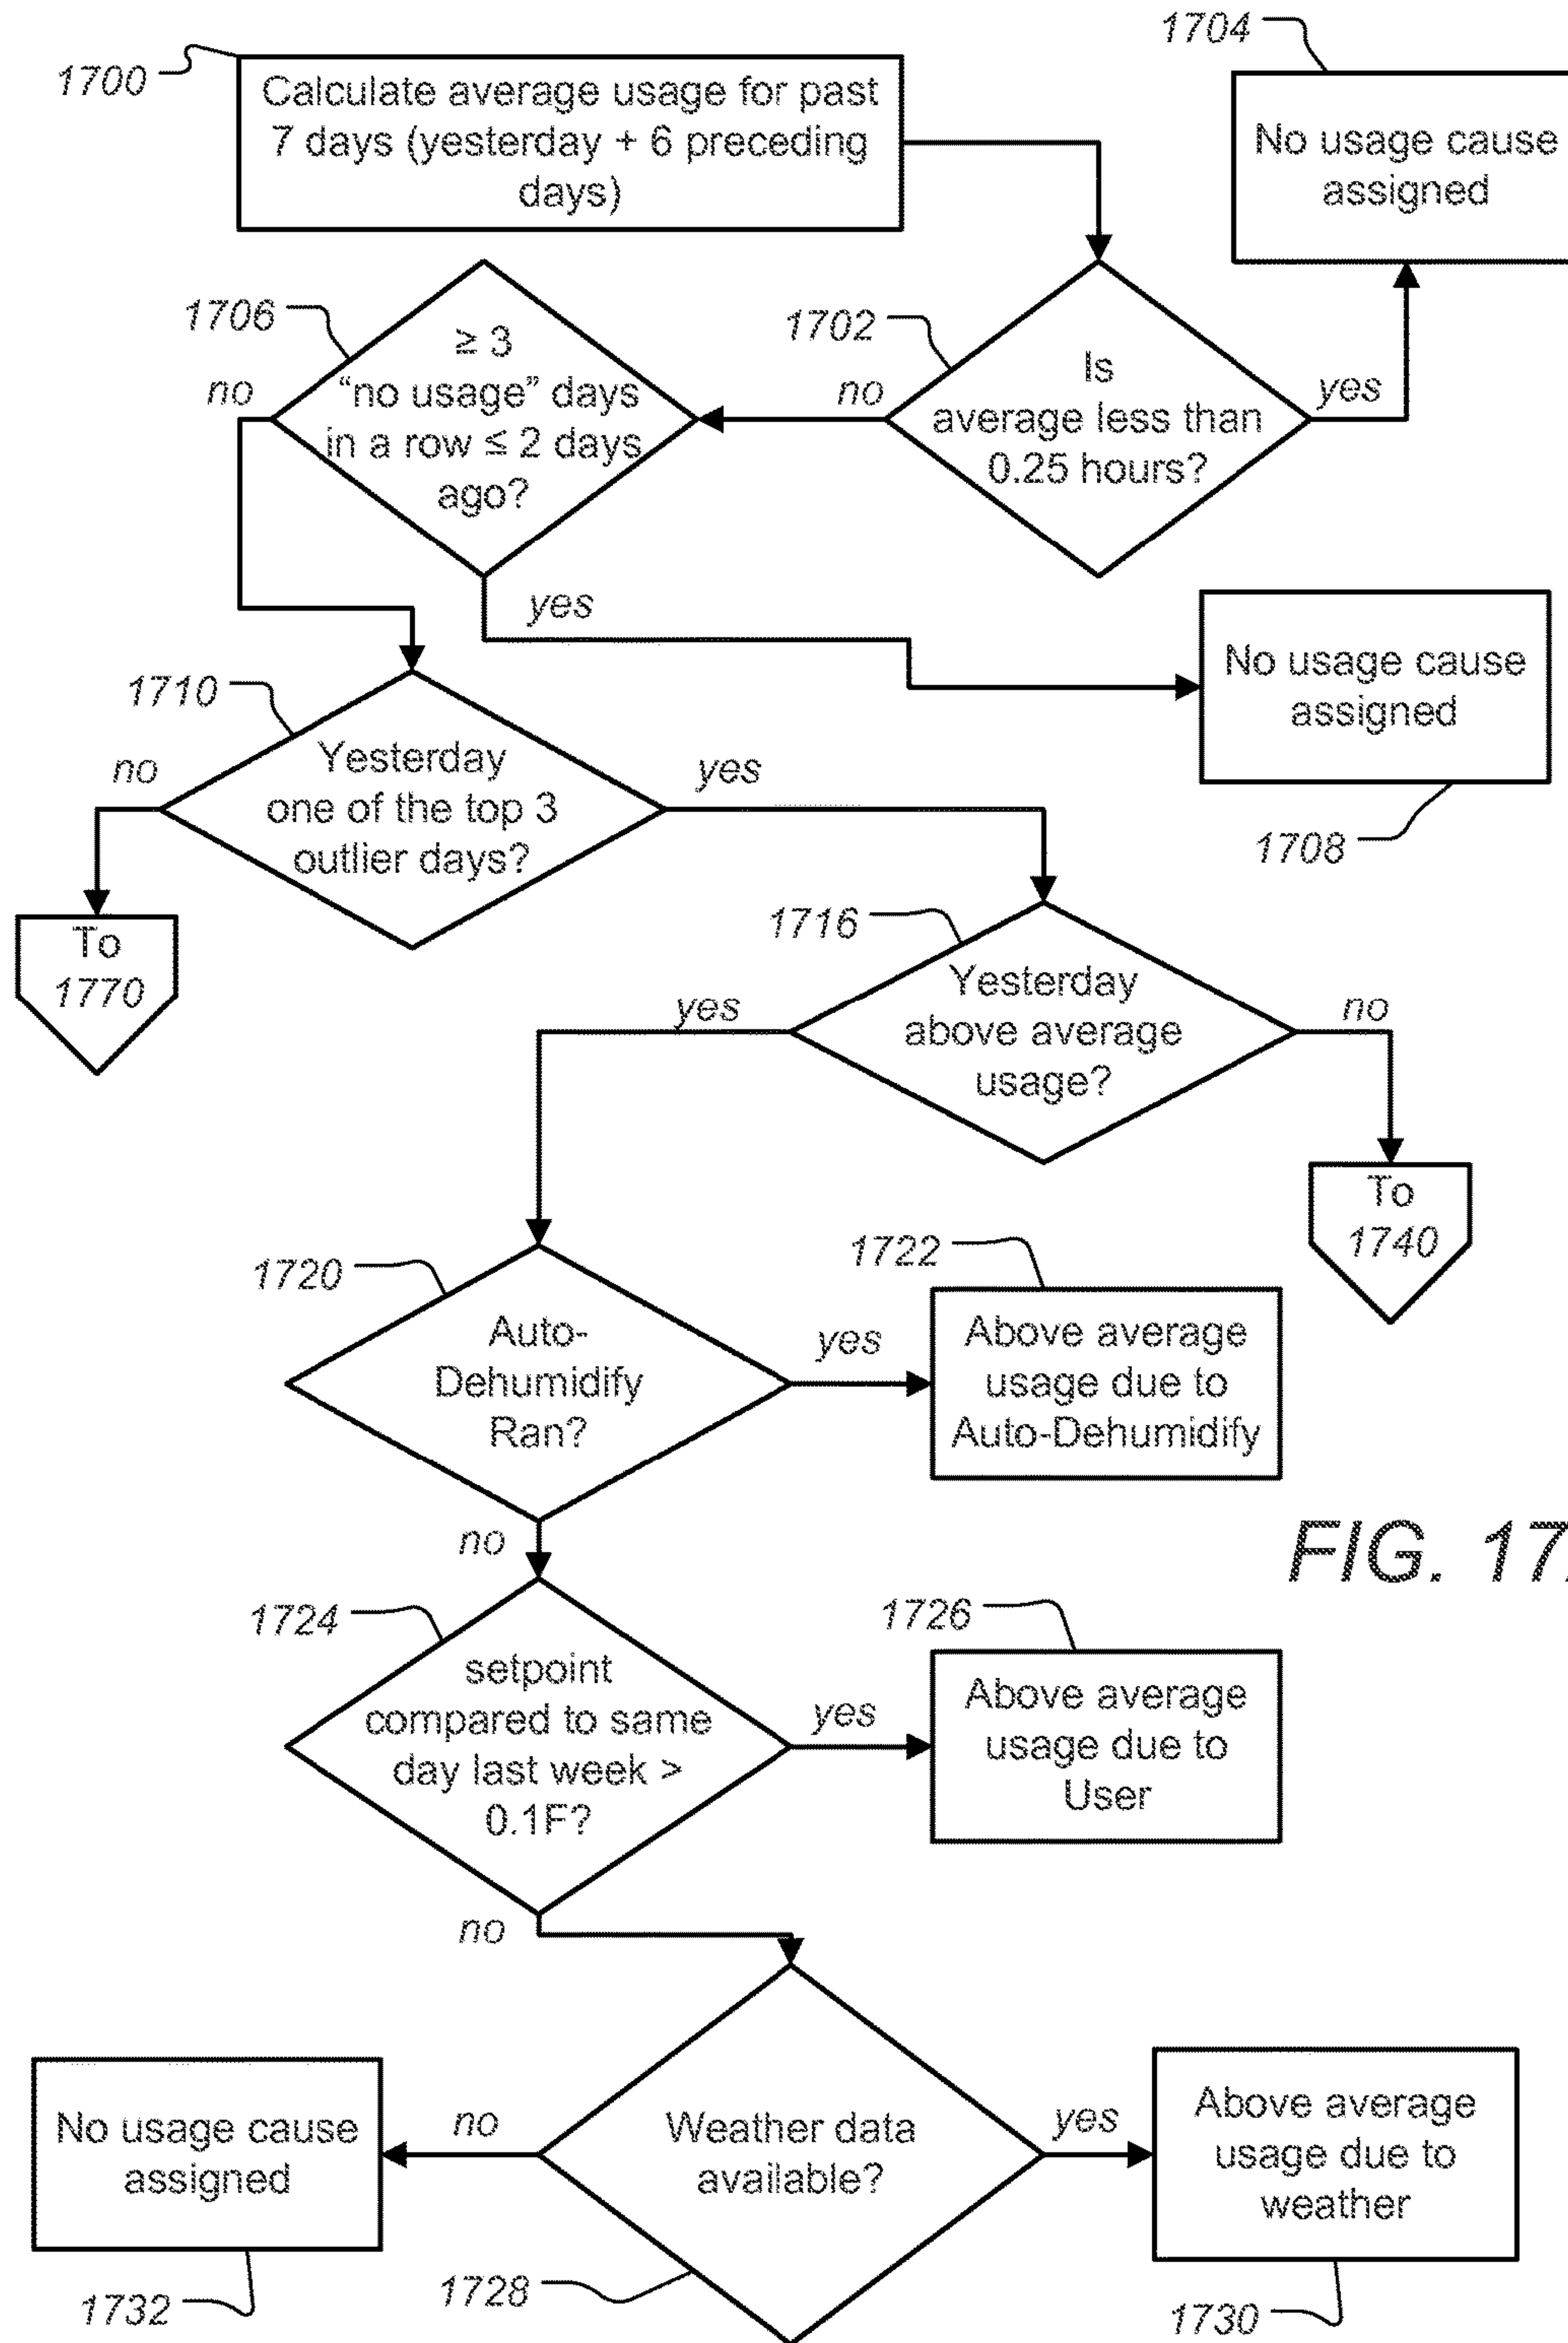 1700
Calculate average usage for past
7 days (yesterday + 6 preceding
days)
1704
No usage cause
assigned
1706
≥ 3
“no usage” days
in a row ≤ 2 days
ago?
no
yes
1702
Is
average less than
0.25 hours?
no
yes
No usage cause
assigned
1708
1710
Yesterday
one of the top 3
outlier days?
no
yes
To
1770
1716
Yesterday
above average
usage?
yes
no
To
1740
1720
Auto-
Dehumidify
Ran?
yes
no
1722
Above average
usage due to
Auto-Dehumidify
FIG. 17
1724
setpoint
compared to same
day last week >
0.1F?
yes
no
1726
Above average
usage due to
User
No usage cause
assigned
1732
no
Weather data
available?
1728
yes
Above average
usage due to
weather
1730